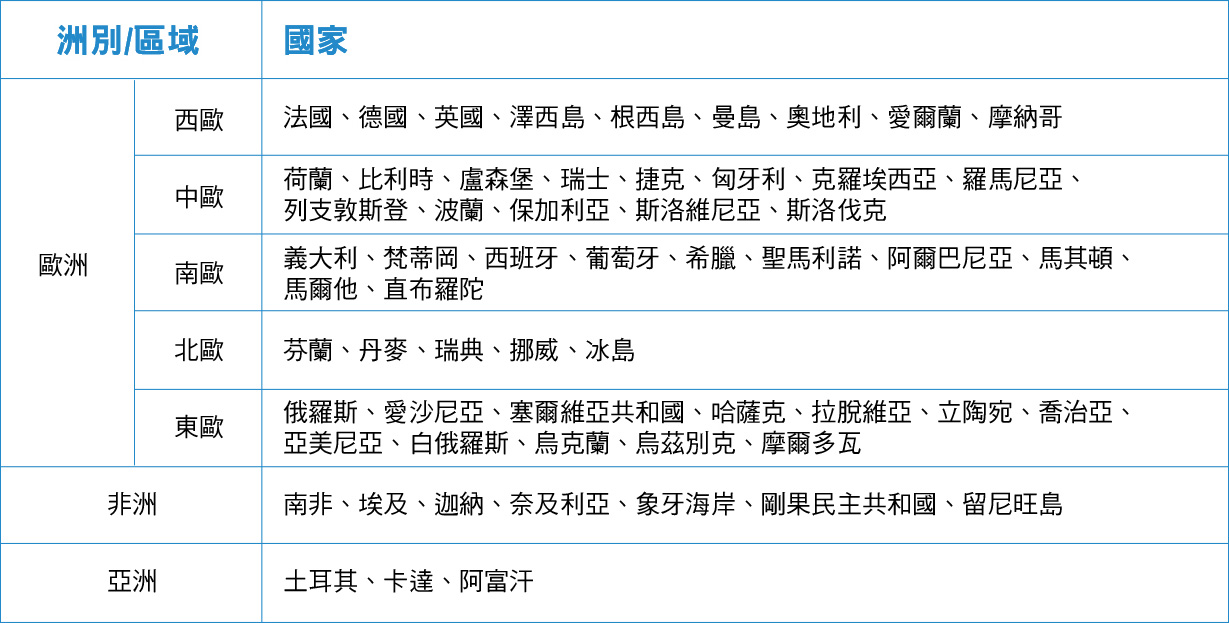 洲別/區域 國家
歐洲
西歐 法國、德國、英國、澤西島、根西島、曼島、奧地利、愛爾蘭、摩納哥
中歐 荷蘭、比利時、盧森堡、瑞士、捷克、匈牙利、克羅埃西亞、羅馬尼亞、
列支敦斯登、波蘭、保加利亞、斯洛維尼亞、斯洛伐克
南歐 義大利、梵蒂岡、西班牙、葡萄牙、希臘、聖馬利諾、阿爾巴尼亞、馬其頓、
馬爾他、直布羅陀
北歐 芬蘭、丹麥、瑞典、挪威、冰島
東歐 俄羅斯、愛沙尼亞、塞爾維亞共和國、哈薩克、拉脫維亞、立陶宛、喬治亞、
亞美尼亞、白俄羅斯、烏克蘭、烏茲別克、摩爾多瓦
非洲 南非、埃及、迦納、奈及利亞、象牙海岸、剛果民主共和國、留尼旺島
亞洲 土耳其、卡達、阿富汗